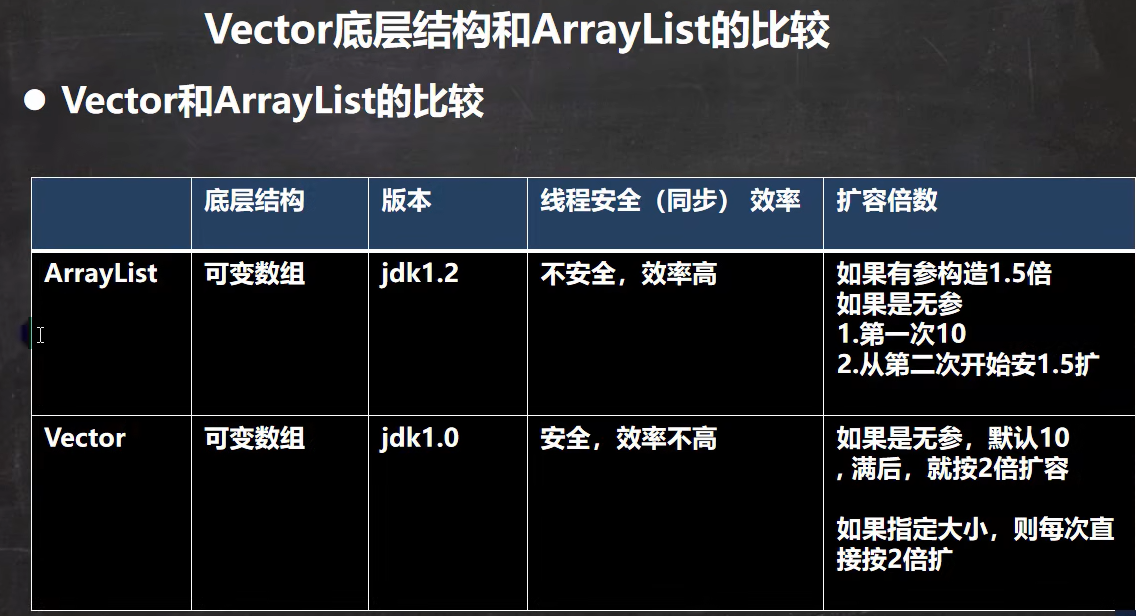 Vector底层结构和ArrayList的比较
● Vector和ArrayList的比较
底层结构 版本 线程安全（同步） 效率 扩容倍数
ArrayList 可变数组 jdk1.2 不安全，效率高 如果有参构造1.5倍
如果是无参
1.第一次10
2.从第二次开始安1.5扩
Vector 可变数组 jdk1.0 安全，效率不高 如果是无参，默认10
, 满后，就按2倍扩容
如果指定大小，则每次直
接按2倍扩